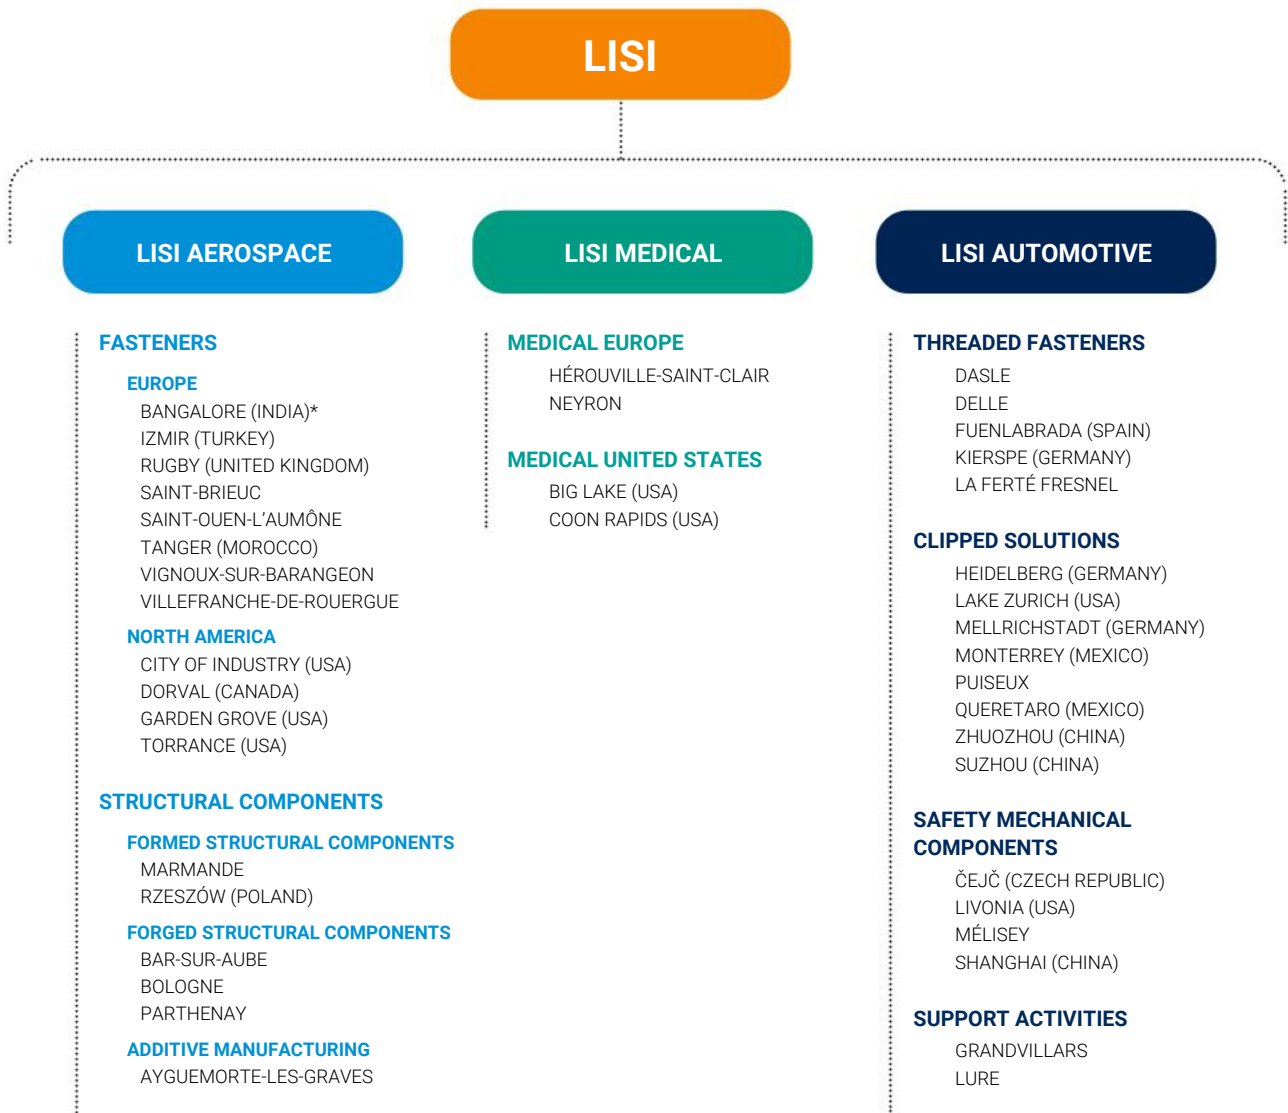 LISI
LISI AEROSPACE
FASTENERS
EUROPE
BANGALORE (INDIA)*
IZMIR (TURKEY)
RUGBY (UNITED KINGDOM)
SAINT-BRIEUC
SAINT-OUEN-L’AUMÔNE
TANGER (MOROCCO)
VIGNOUX-SUR-BARANGEON
VILLEFRANCHE-DE-ROUERGUE
NORTH AMERICA
CITY OF INDUSTRY (USA)
DORVAL (CANADA)
GARDEN GROVE (USA)
TORRANCE (USA)
STRUCTURAL COMPONENTS
FORMED STRUCTURAL COMPONENTS
MARMANDE
RZESZÓW (POLAND)
FORGED STRUCTURAL COMPONENTS
BAR-SUR-AUBE
BOLOGNE
PARTHENAY
ADDITIVE MANUFACTURING
AYGUEMORTE-LES-GRAVES
LISI MEDICAL
MEDICAL EUROPE
HÉROUVILLE-SAINT-CLAIR
NEYRON
MEDICAL UNITED STATES
BIG LAKE (USA)
COON RAPIDS (USA)
LISI AUTOMOTIVE
THREADED FASTENERS
DASLE
DELLE
FUENLABRADA (SPAIN)
KIERSPE (GERMANY)
LA FERTÉ FRESNEL
CLIPPED SOLUTIONS
HEIDELBERG (GERMANY)
LAKE ZURICH (USA)
MELLRICHSTADT (GERMANY)
MONTERREY (MEXICO)
PUISEUX
QUERETARO (MEXICO)
ZHUOZHOU (CHINA)
SUZHOU (CHINA)
SAFETY MECHANICAL
COMPONENTS
ČEJČ (CZECH REPUBLIC)
LIVONIA (USA)
MÉLISEY
SHANGHAI (CHINA)
SUPPORT ACTIVITIES
GRANDVILLARS
LURE